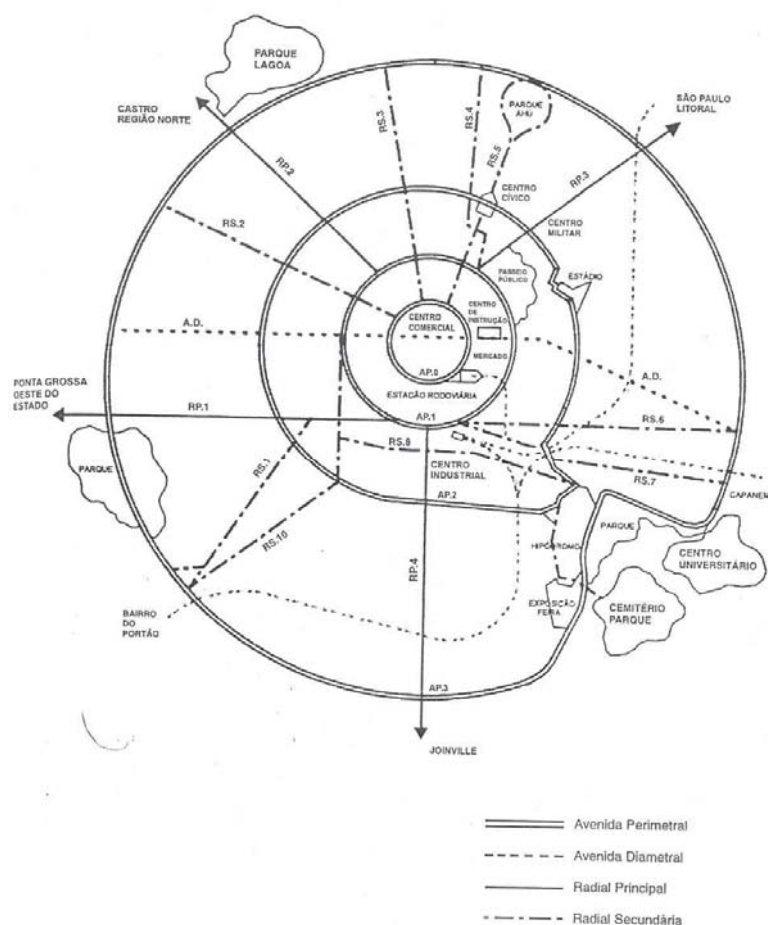 PARQUE
LAGOA
CASTRO
REGIÃO NORTE
SÃO PAULO
LITORAL
PARQUE
AHU
RS.3
RS.4
RS.5
RP.2
RP.3
CENTRO
CÍVICO
CENTRO
MILITAR
RS.2
PASSEIO
PÚBLICO
ESTÁDIO
CENTRO
COMERCIAL
CENTRO
DE
INSTRUÇÃO
A.D.
MERCADO
AP.0
A.D.
PONTA GROSSA
OESTE DO
ESTADO
ESTAÇÃO RODOVIÁRIA
RP.1
AP.1
RS.6
PARQUE
RS.1
RS.8
CENTRO
INDUSTRIAL
RS.7
CAPANEM
AP.2
RS.10
RP.4
PARQUE
HIPÓDROMO
CENTRO
UNIVERSITÁRIO
EXPOSIÇÃO
FEIRA
CEMITÉRIO
PARQUE
BAIRRO
DO
PORTÃO
AP.3
JOINVILLE
Avenida Perimetral
Avenida Diametral
Radial Principal
Radial Secundária